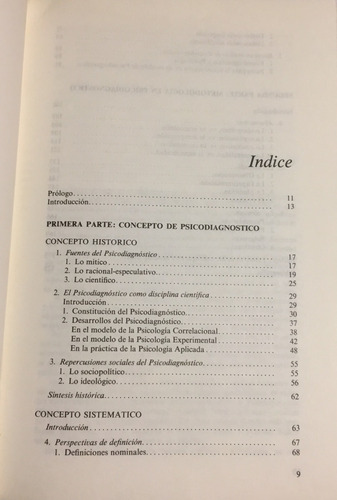 Indice
Prólogo. 11
Introducción. 13
PRIMERA PARTE: CONCEPTO DE PSICODIAGNOSTICO
CONCEPTO HISTORICO
1. Fuentes del Psicodiagnóstico 17
1. Lo mítico 17
2. Lo racional-especulativo 19
3. Lo científico 25
2. El Psicodiagnóstico como disciplina científica 29
Introducción 29
1. Constitución del Psicodiagnóstico 30
2. Desarrollos del Psicodiagnóstico 37
En el modelo de la Psicología Correlacional 38
En el modelo de la Psicología Experimental 42
En la práctica de la Psicología Aplicada 48
3. Repercusiones sociales del Psicodiagnóstico 55
1. Lo sociopolítico 55
2. Lo ideológico 56
Síntesis histórica 62
CONCEPTO SISTEMATICO
Introducción 63
4. Perspectivas de definición 67
1. Definiciones nominales 68
9